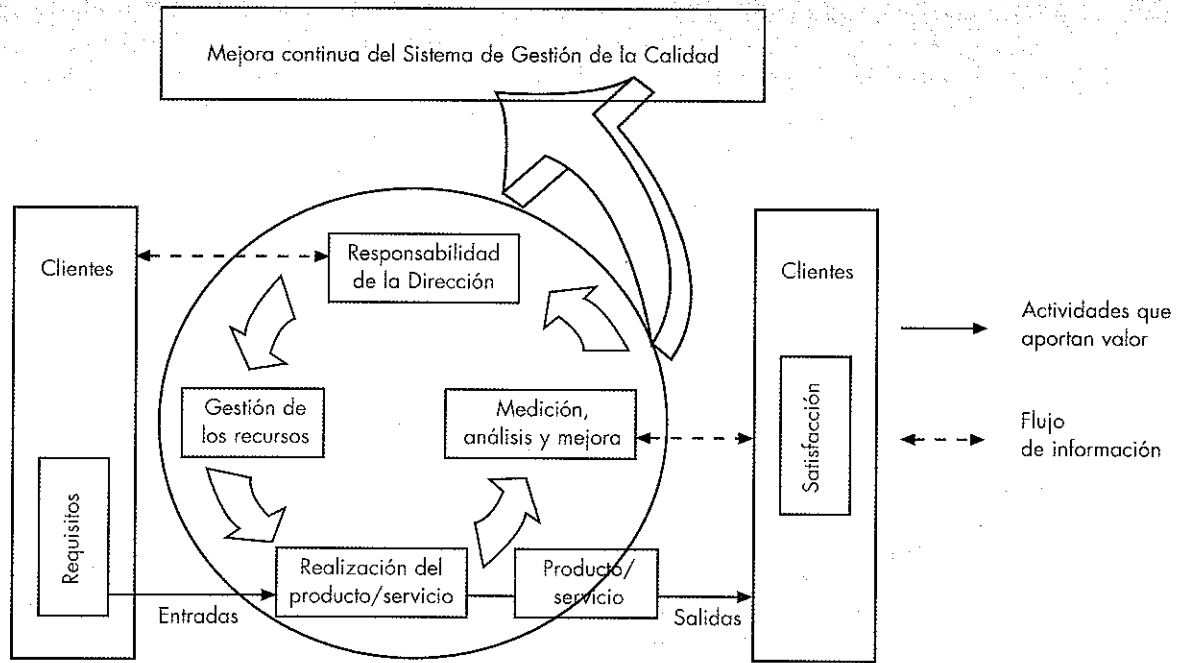 Mejora continua del Sistema de Gestión de la Calidad
Clientes
Responsabilidad
de la Dirección
Clientes
Actividades que
aportan valor
Gestión de
los recursos
Medición,
análisis y mejora
Satisfacción
Flujo
de información
Requisitos
Realización del
producto/servicio
Producto/
servicio
Entradas
Salidas